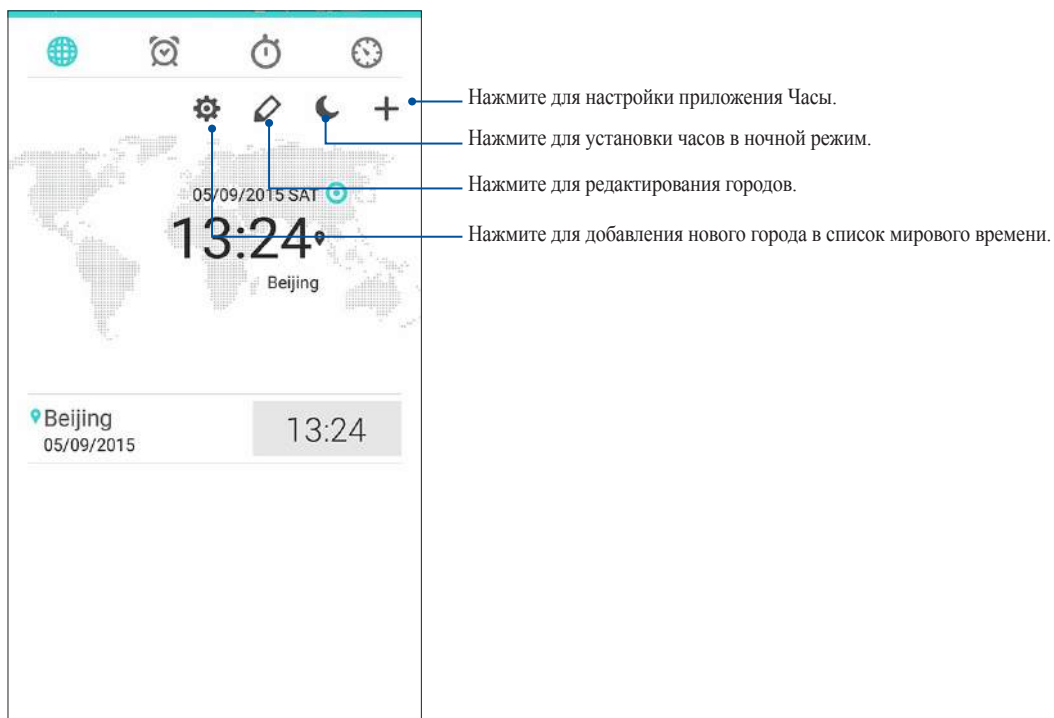 Нажмите для настройки приложения Часы.
Нажмите для установки часов в ночной режим.
05/09/2015 SAT
Нажмите для редактирования городов.
13:24
Нажмите для добавления нового города в список мирового времени.
Beijing
Beijing
05/09/2015
13:24